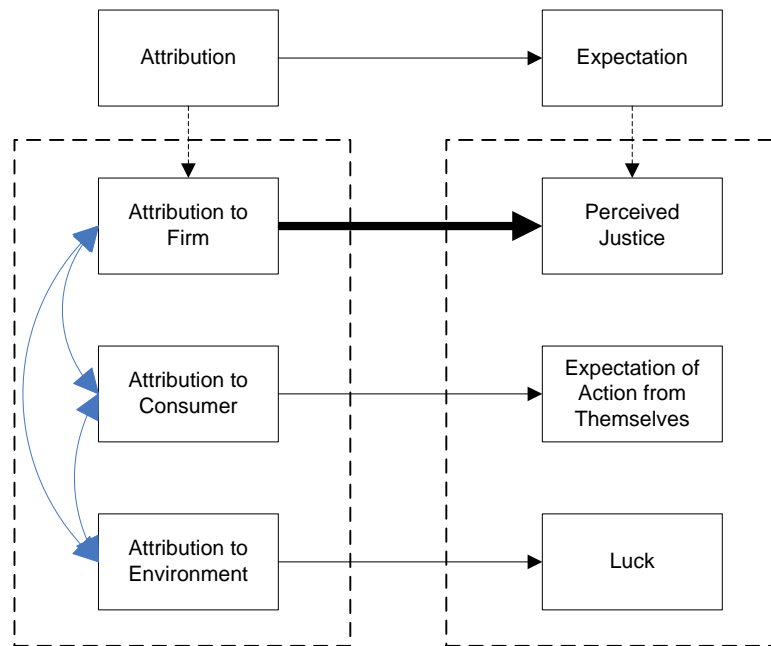 Attribution
Expectation
Attribution to
Firm
Perceived
Justice
Attribution to
Consumer
Expectation of
Action from
Themselves
Attribution to
Environment
Luck